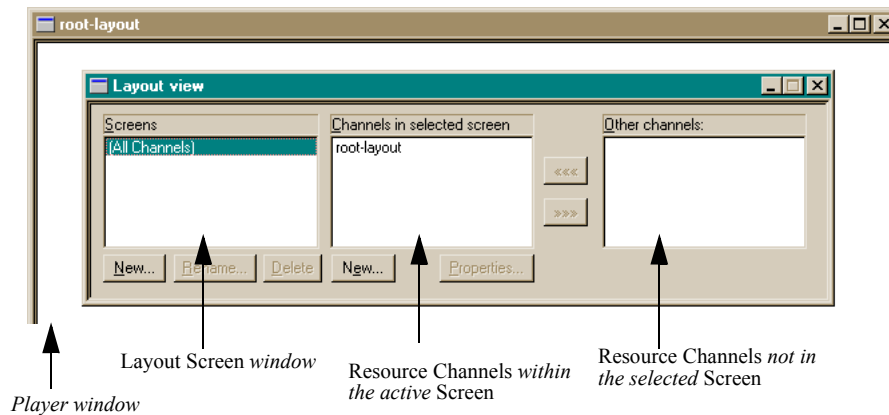 root-layout
Layout view
Screens
Channels in selected screen
Other channels:
(All Channels)
root-layout
<<<
>>>
New...
Rename...
Delete
New...
Properties...
Layout Screen window
Resource Channels within
the active Screen
Resource Channels not in
the selected Screen
Player window